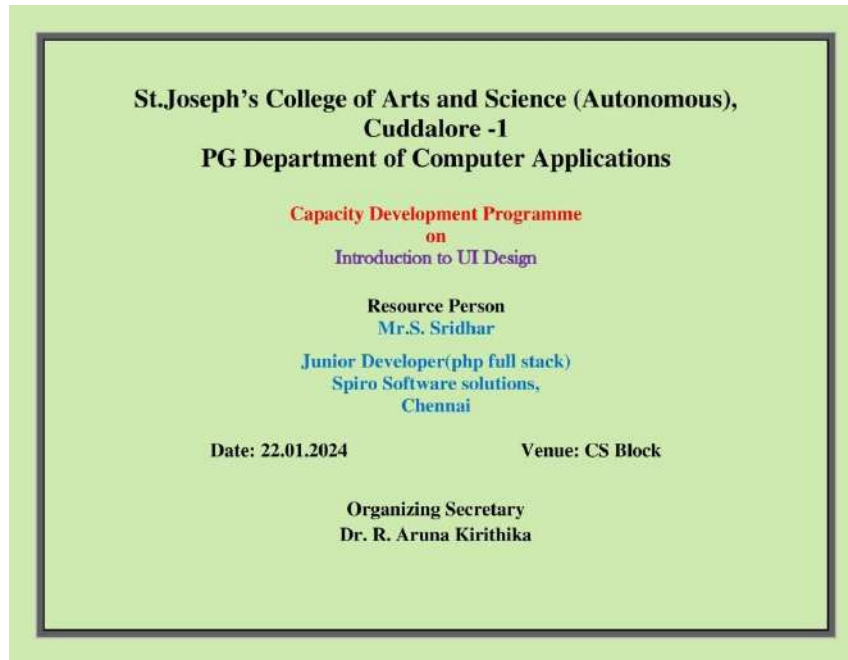 St.Joseph's College of Arts and Science (Autonomous),
Cuddalore -1
PG Department of Computer Applications
Capacity Development Programme
on
Introduction to UI Design
Resource Person
Mr.S. Sridhar
Junior Developer(php full stack)
Spiro Software solutions,
Chennai
Date: 22.01.2024 Venue: CS Block
Organizing Secretary
Dr. R. Aruna Kirithika